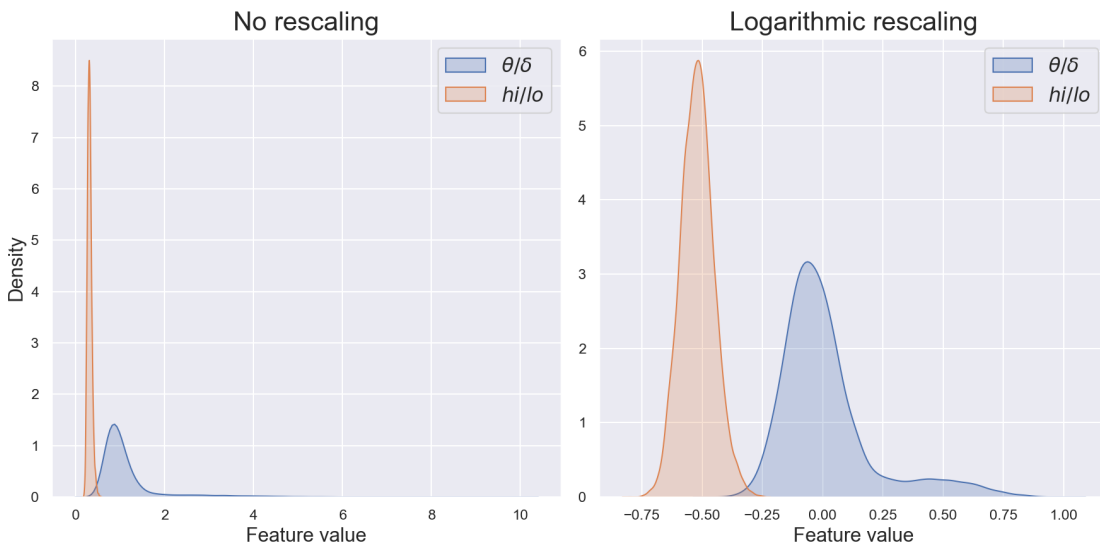 No rescaling
θ/δ
hi/lo
8
7
6
5
4
3
2
1
0
Density
0 2 4 6 8 10
Feature value
Logarithmic rescaling
θ/δ
hi/lo
6
5
4
3
2
1
0
−0.75 −0.50 −0.25 0.00 0.25 0.50 0.75 1.00
Feature value